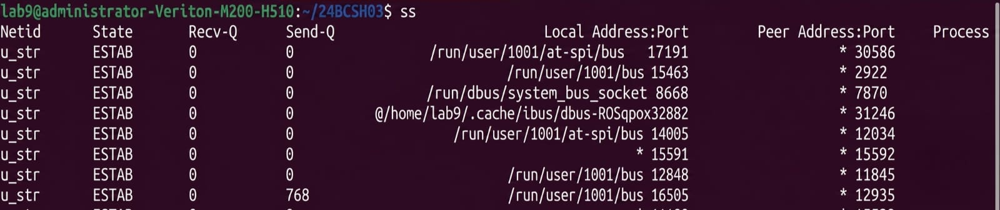 lab9@administrator-Veriton-M200-H510:~/24BCSH03$ ss
Netid State Recv-Q Send-Q Local Address:Port Peer Address:Port Process
u_str ESTAB 0 0 /run/user/1001/at-spi/bus 17191 * 30586
u_str ESTAB 0 0 /run/user/1001/bus 15463 * 2922
u_str ESTAB 0 0 /run/dbus/system_bus_socket 8668 * 7870
u_str ESTAB 0 0 @/home/lab9/.cache/ibus/dbus-ROSqpox32882 * 31246
u_str ESTAB 0 0 /run/user/1001/at-spi/bus 14005 * 12034
u_str ESTAB 0 0 * 15591 * 15592
u_str ESTAB 0 0 /run/user/1001/bus 12848 * 11845
u_str ESTAB 0 768 /run/user/1001/bus 16505 * 12935
u_str ESTAB 0 0 *